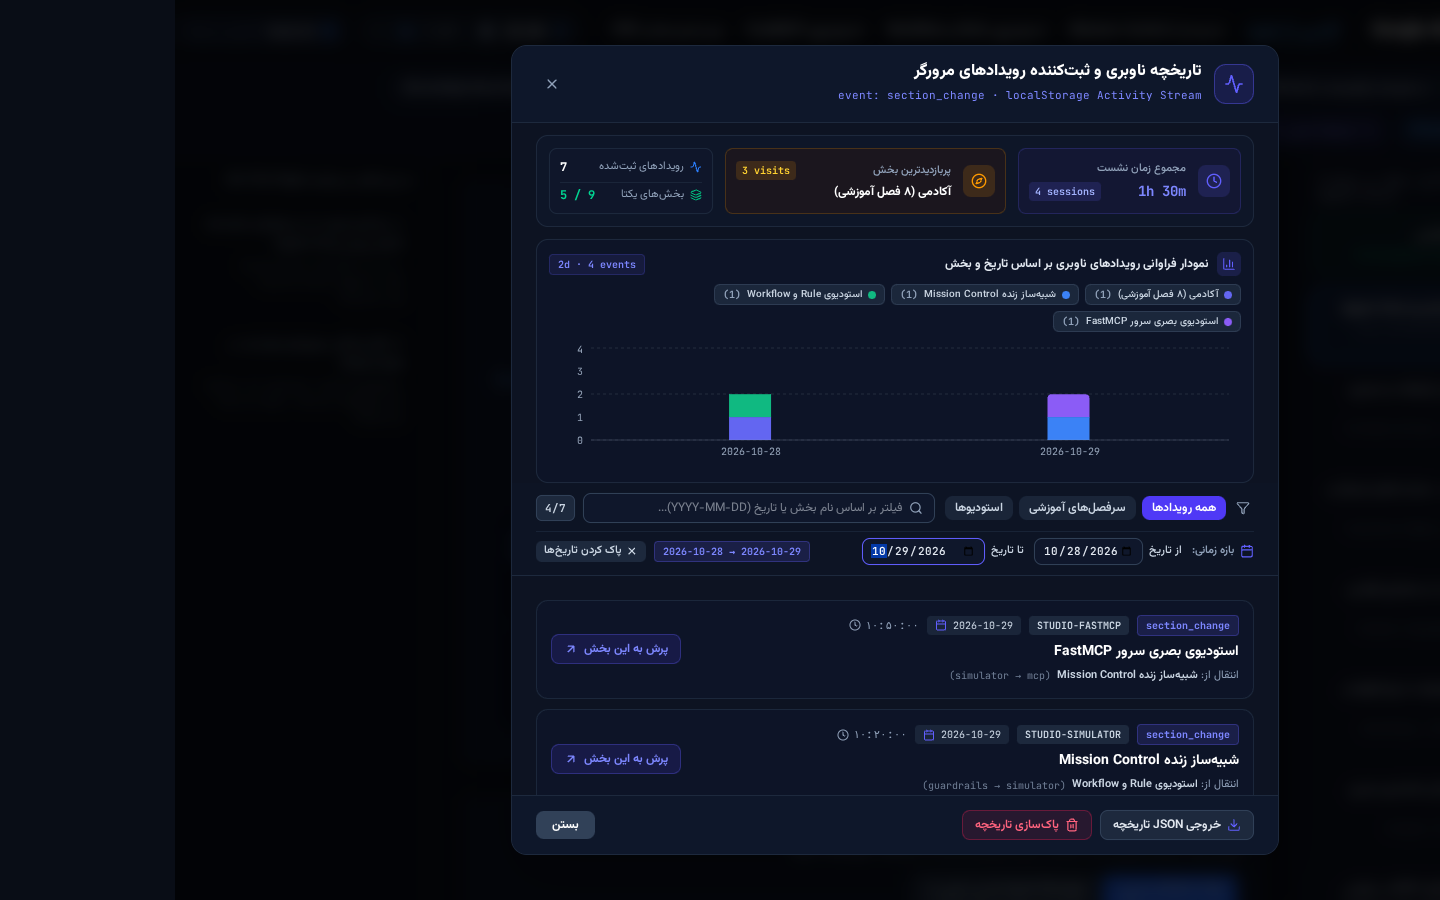 تاریخچه ناوبری و ثبت‌کننده رویدادهای مرورگر
event: section_change · localStorage Activity Stream
مجموع زمان نشست
1h 30m
4 sessions
پربازدیدترین بخش
3 visits
آکادمی (۸ فصل آموزشی)
رویدادهای ثبت‌شده
7
بخش‌های یکتا
5 / 9
نمودار فراوانی رویدادهای ناوبری بر اساس تاریخ و بخش
2d · 4 events
آکادمی (۸ فصل آموزشی) (1)
شبیه‌ساز زنده Mission Control (1)
استودیوی Rule و Workflow (1)
استودیوی بصری سرور FastMCP (1)
4
3
2
1
0
2026-10-28
2026-10-29
همه رویدادها
سرفصل‌های آموزشی
استودیوها
فیلتر بر اساس نام بخش یا تاریخ (YYYY-MM-DD)...
4/7
بازه زمانی:
از تاریخ
10/28/2026
تا تاریخ
10/29/2026
2026-10-28 → 2026-10-29
پاک کردن تاریخ‌ها
section_change
STUDIO-FASTMCP
2026-10-29
۱۰:۵۰:۰۰
استودیوی بصری سرور FastMCP
انتقال از: شبیه‌ساز زنده Mission Control (simulator → mcp)
پرش به این بخش
section_change
STUDIO-SIMULATOR
2026-10-29
۱۰:۲۰:۰۰
شبیه‌ساز زنده Mission Control
انتقال از: استودیوی Rule و Workflow (guardrails → simulator)
پرش به این بخش
خروجی JSON تاریخچه
پاک‌سازی تاریخچه
بستن